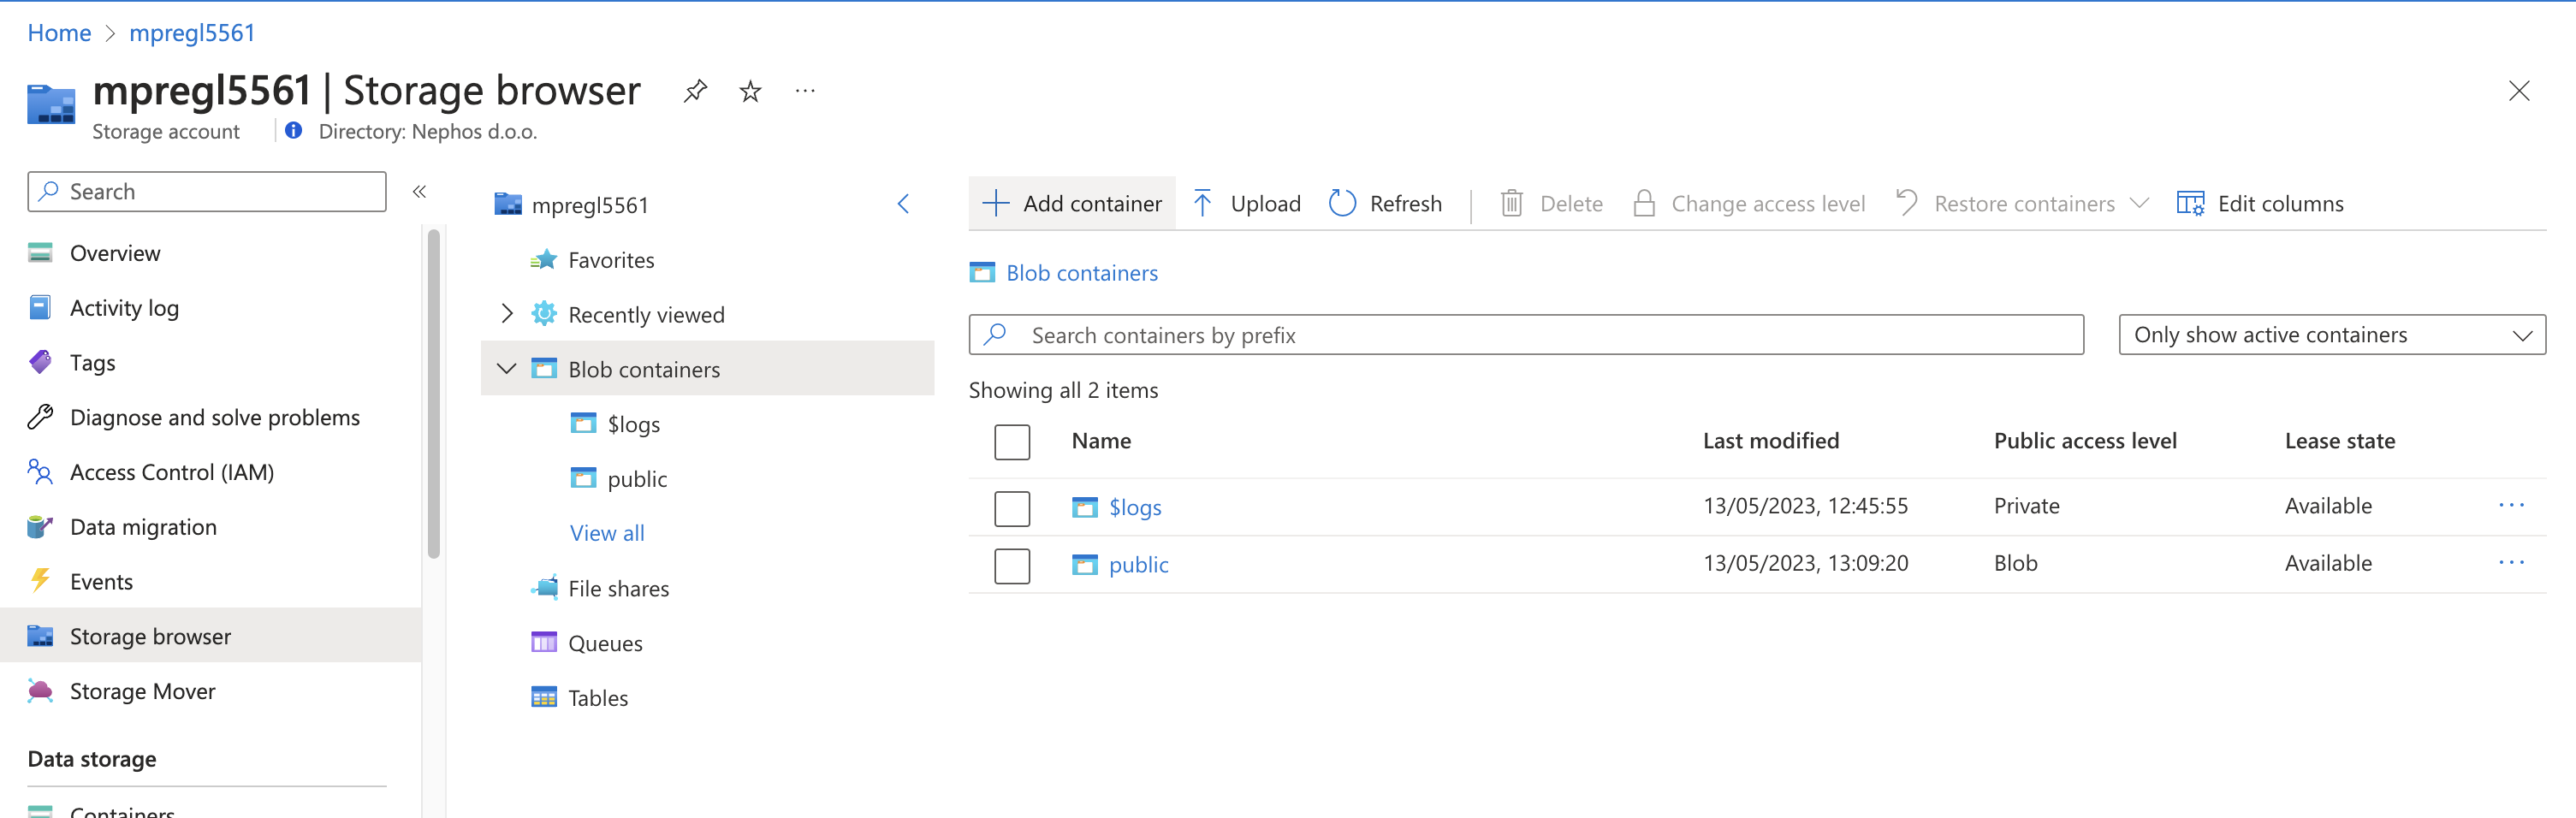 Home > mpregl5561
mpregl5561 | Storage browser
Storage account
Directory: Nephos d.o.o.
Search
Overview
Activity log
Tags
Diagnose and solve problems
Access Control (IAM)
Data migration
Events
Storage browser
Storage Mover
Data storage
Containers
mpregl5561
Favorites
Recently viewed
Blob containers
$logs
public
View all
File shares
Queues
Tables
Add container Upload Refresh Delete Change access level Restore containers Edit columns
Blob containers
Search containers by prefix
Only show active containers
Showing all 2 items
Name Last modified Public access level Lease state
$logs 13/05/2023, 12:45:55 Private Available
public 13/05/2023, 13:09:20 Blob Available